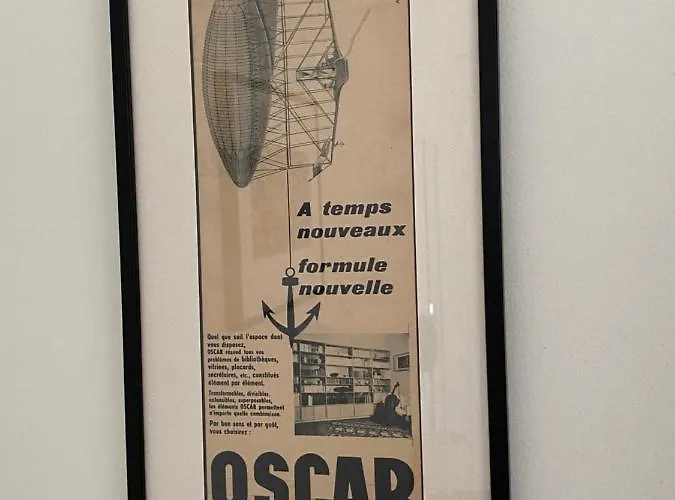 A temps
nouveaux
formule
nouvelle
Quel que soit l'espace dont
vous disposez,
OSCAR résoud tous vos
problèmes de bibliothèques,
vitrines, placards,
secrétaires, etc., constitués
élément par élément.
Transformables, divisibles,
extensibles, superposables,
les éléments OSCAR permettent
n'importe quelle combinaison.
Par bon sens et par goût,
vous choisirez :
OSCAR